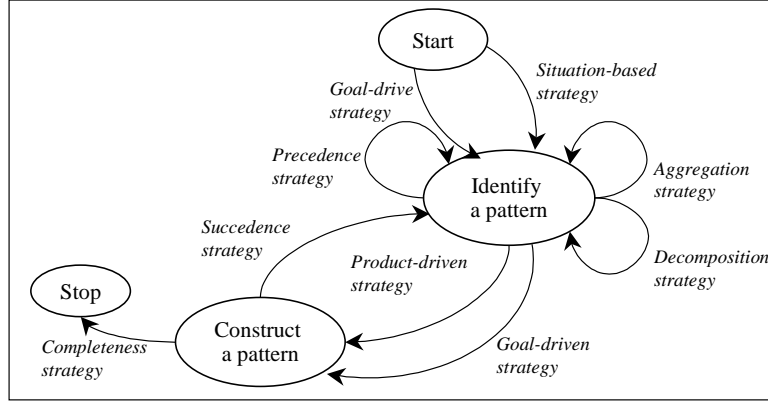 Start
Situation-based
strategy
Goal-drive
strategy
Precedence
strategy
Identify
a pattern
Aggregation
strategy
Succedence
strategy
Product-driven
strategy
Decomposition
strategy
Stop
Construct
a pattern
Completeness
strategy
Goal-driven
strategy